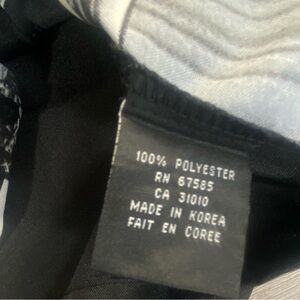 100% POLYESTER
RN 67585
CA 31010
MADE IN KOREA
FAIT EN COREE